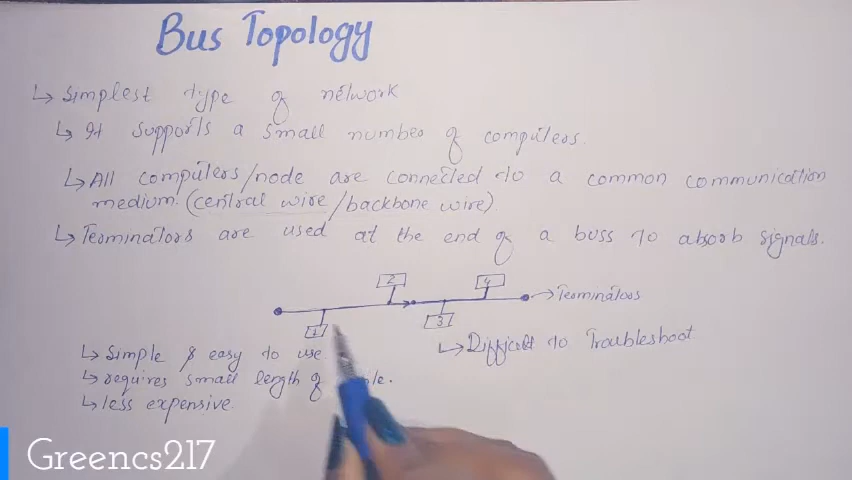 Bus Topology
↳ simplest type of network
↳ It supports a small number of computers.
↳ All computers/node are connected to a common communication
medium. (central wire/backbone wire)
↳ Terminators are used at the end of a buss to absorb signals.
2 4
→ Terminators
1 3
↳ Simple & easy to use
↳ Difficult to Troubleshoot
↳ requires small length of
↳ less expensive.
Greencs217